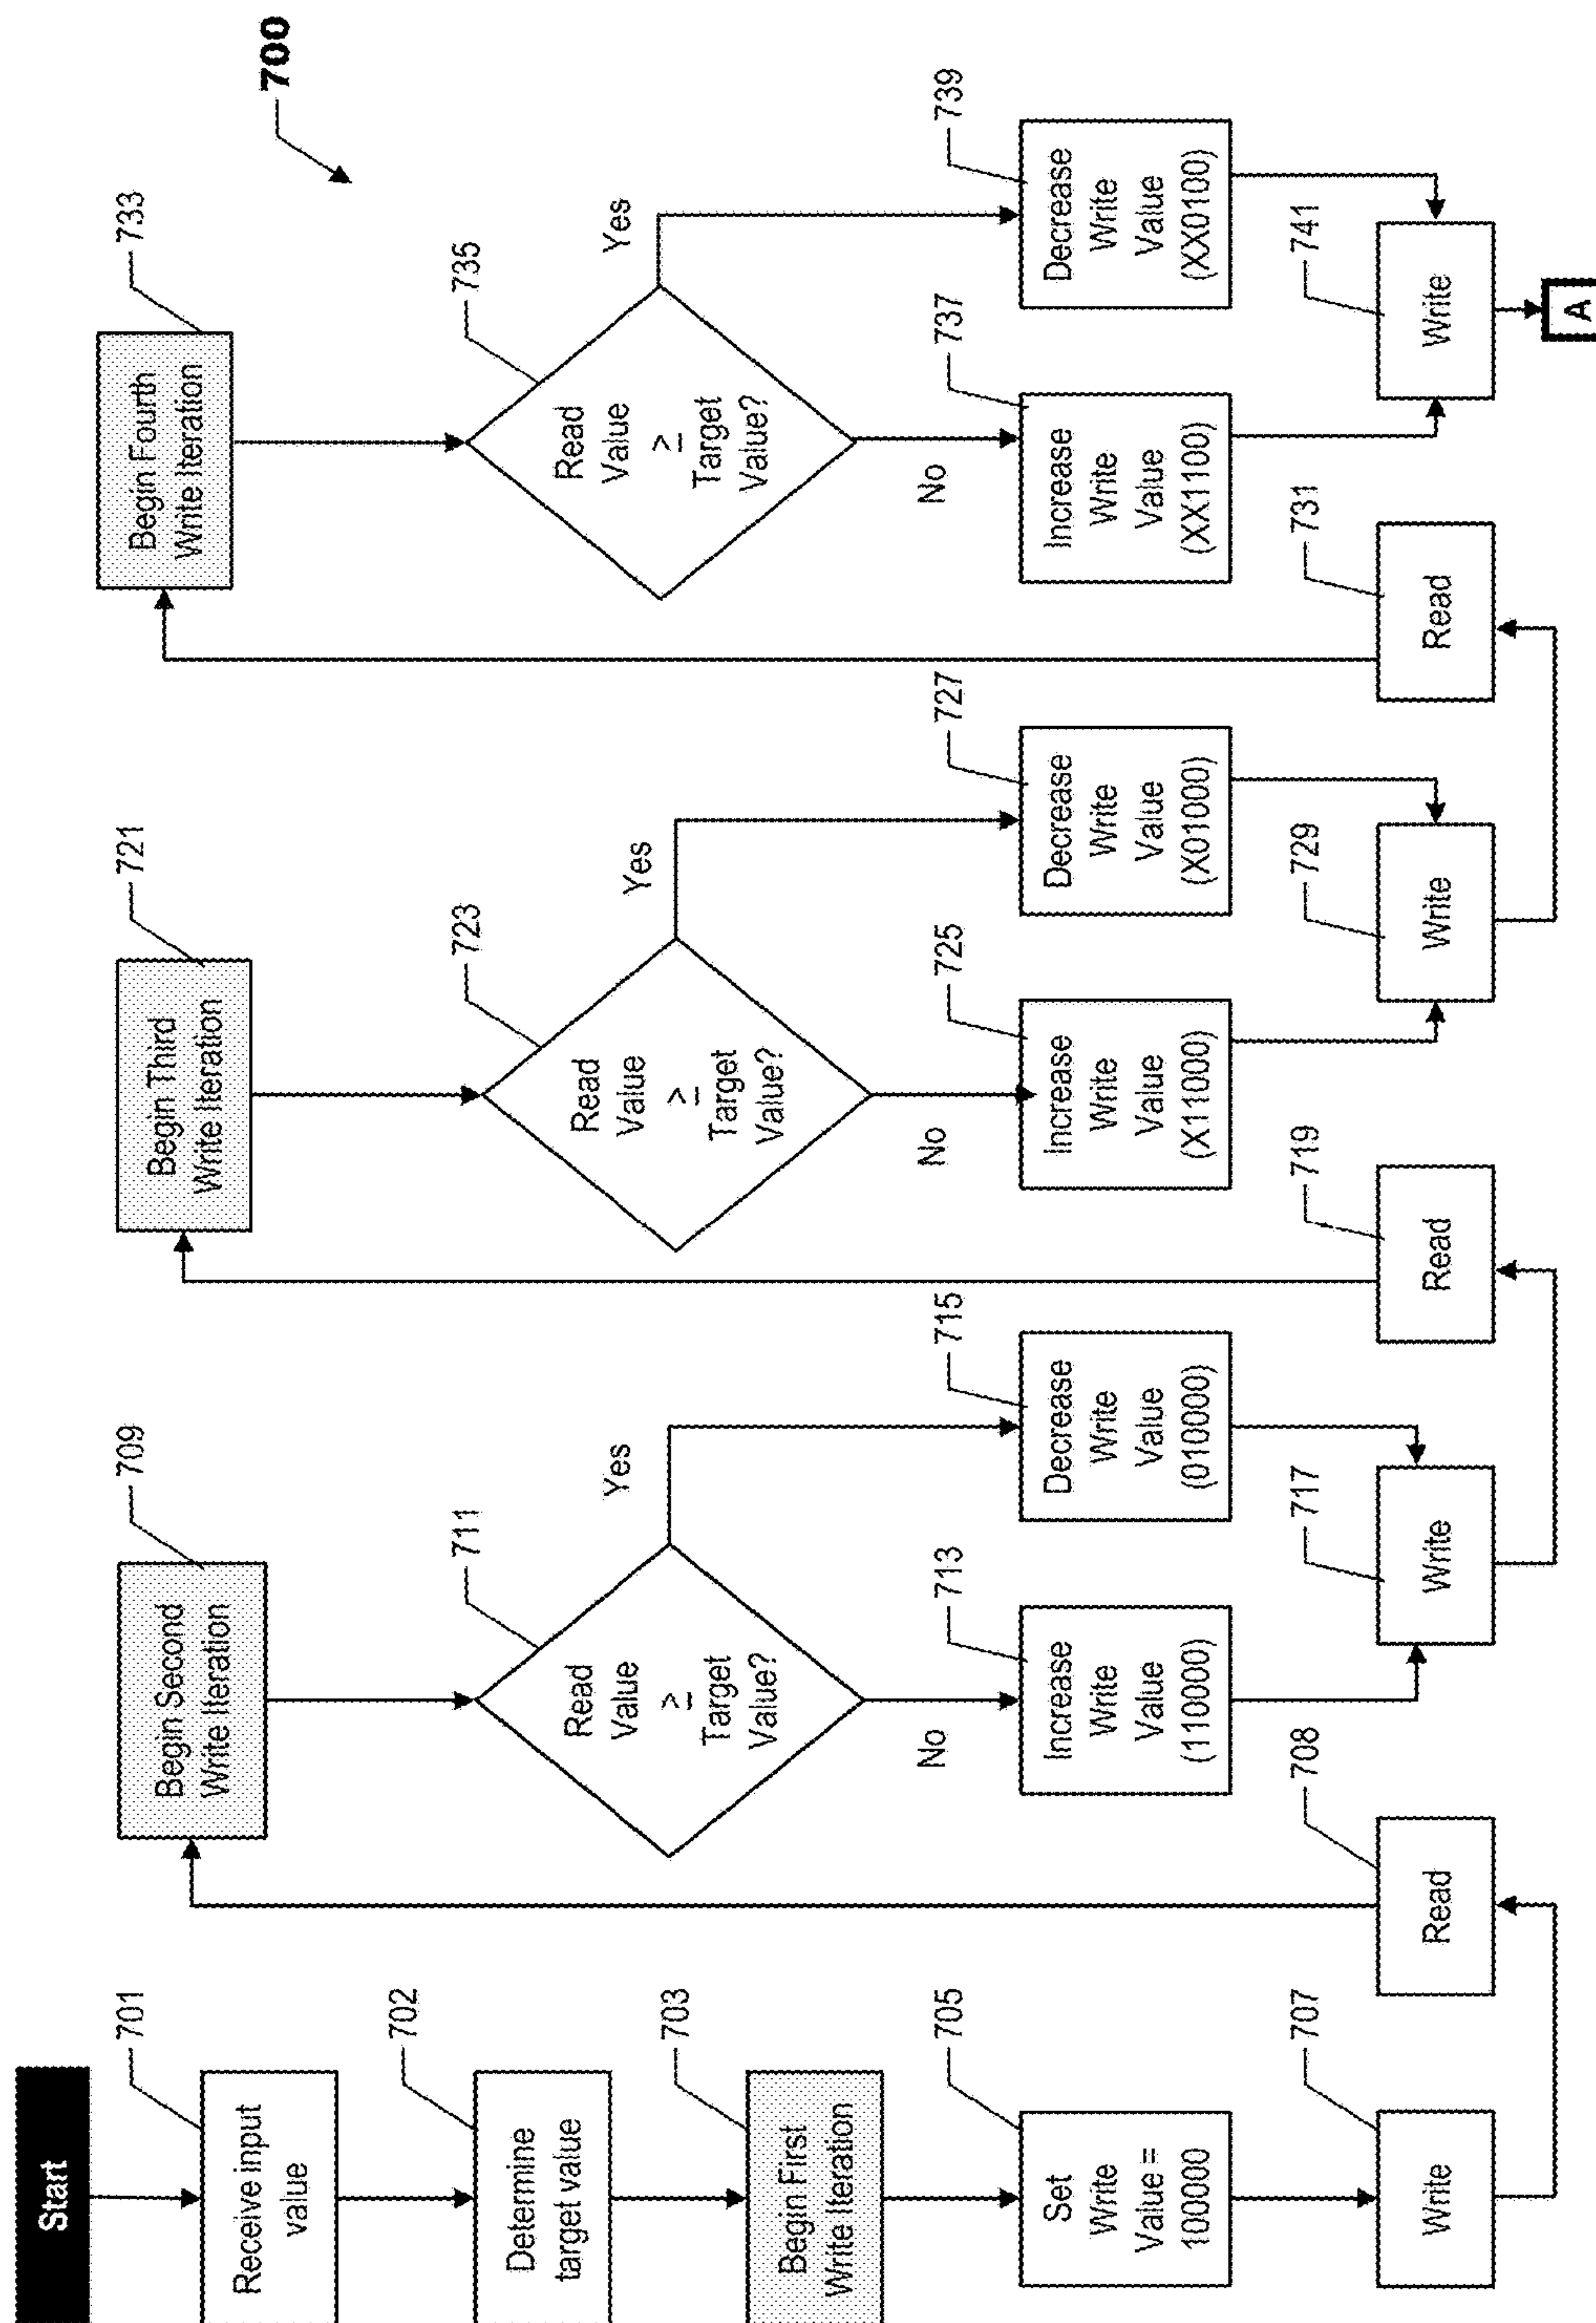 700
Start
701
Receive input
value
702
Determine
target value
703
Begin First
Write Iteration
705
Set
Write
Value =
100000
707
Write
708
Read
709
Begin Second
Write Iteration
711
Read
Value
≥
Target
Value?
No
Yes
713
Increase
Write
Value
(110000)
715
Decrease
Write
Value
(010000)
717
Write
719
Read
721
Begin Third
Write Iteration
723
Read
Value
≥
Target
Value?
No
Yes
725
Increase
Write
Value
(X11000)
727
Decrease
Write
Value
(X01000)
729
Write
731
Read
733
Begin Fourth
Write Iteration
735
Read
Value
≥
Target
Value?
No
Yes
737
Increase
Write
Value
(XX1100)
739
Decrease
Write
Value
(XX0100)
741
Write
A